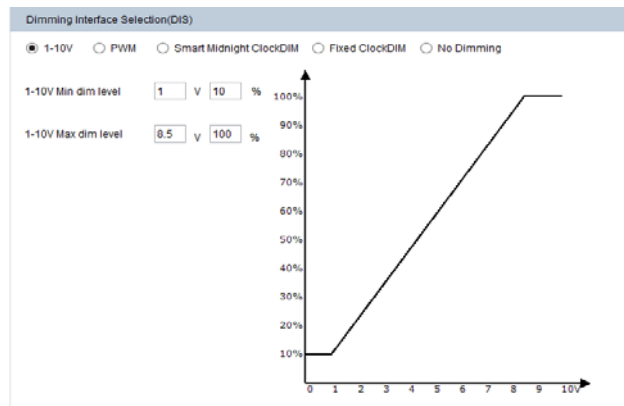 Dimming Interface Selection(DIS)
1-10V PWM Smart Midnight ClockDIM Fixed ClockDIM No Dimming
1-10V Min dim level 1 V 10 %
1-10V Max dim level 8.5 V 100 %
100%
90%
80%
70%
60%
50%
40%
30%
20%
10%
0 1 2 3 4 5 6 7 8 9 10V